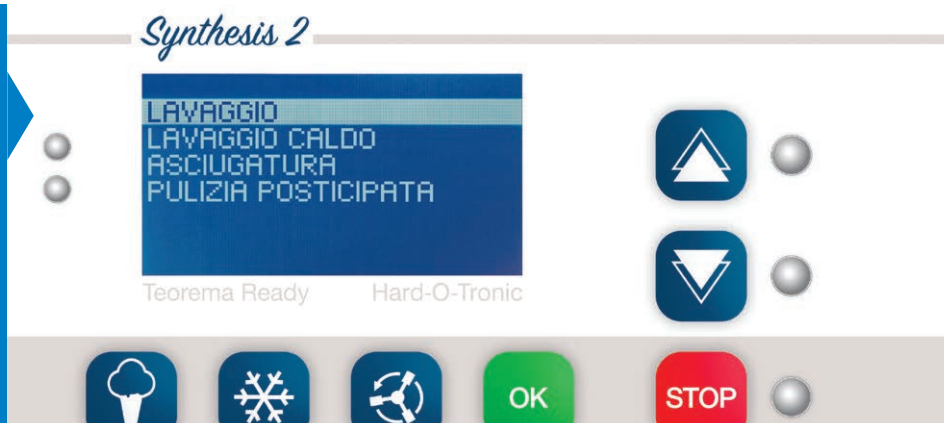 Synthesis 2
LAVAGGIO
LAVAGGIO CALDO
ASCIUGATURA
PULIZIA POSTICIPATA
Teorema Ready Hard-O-Tronic
OK STOP